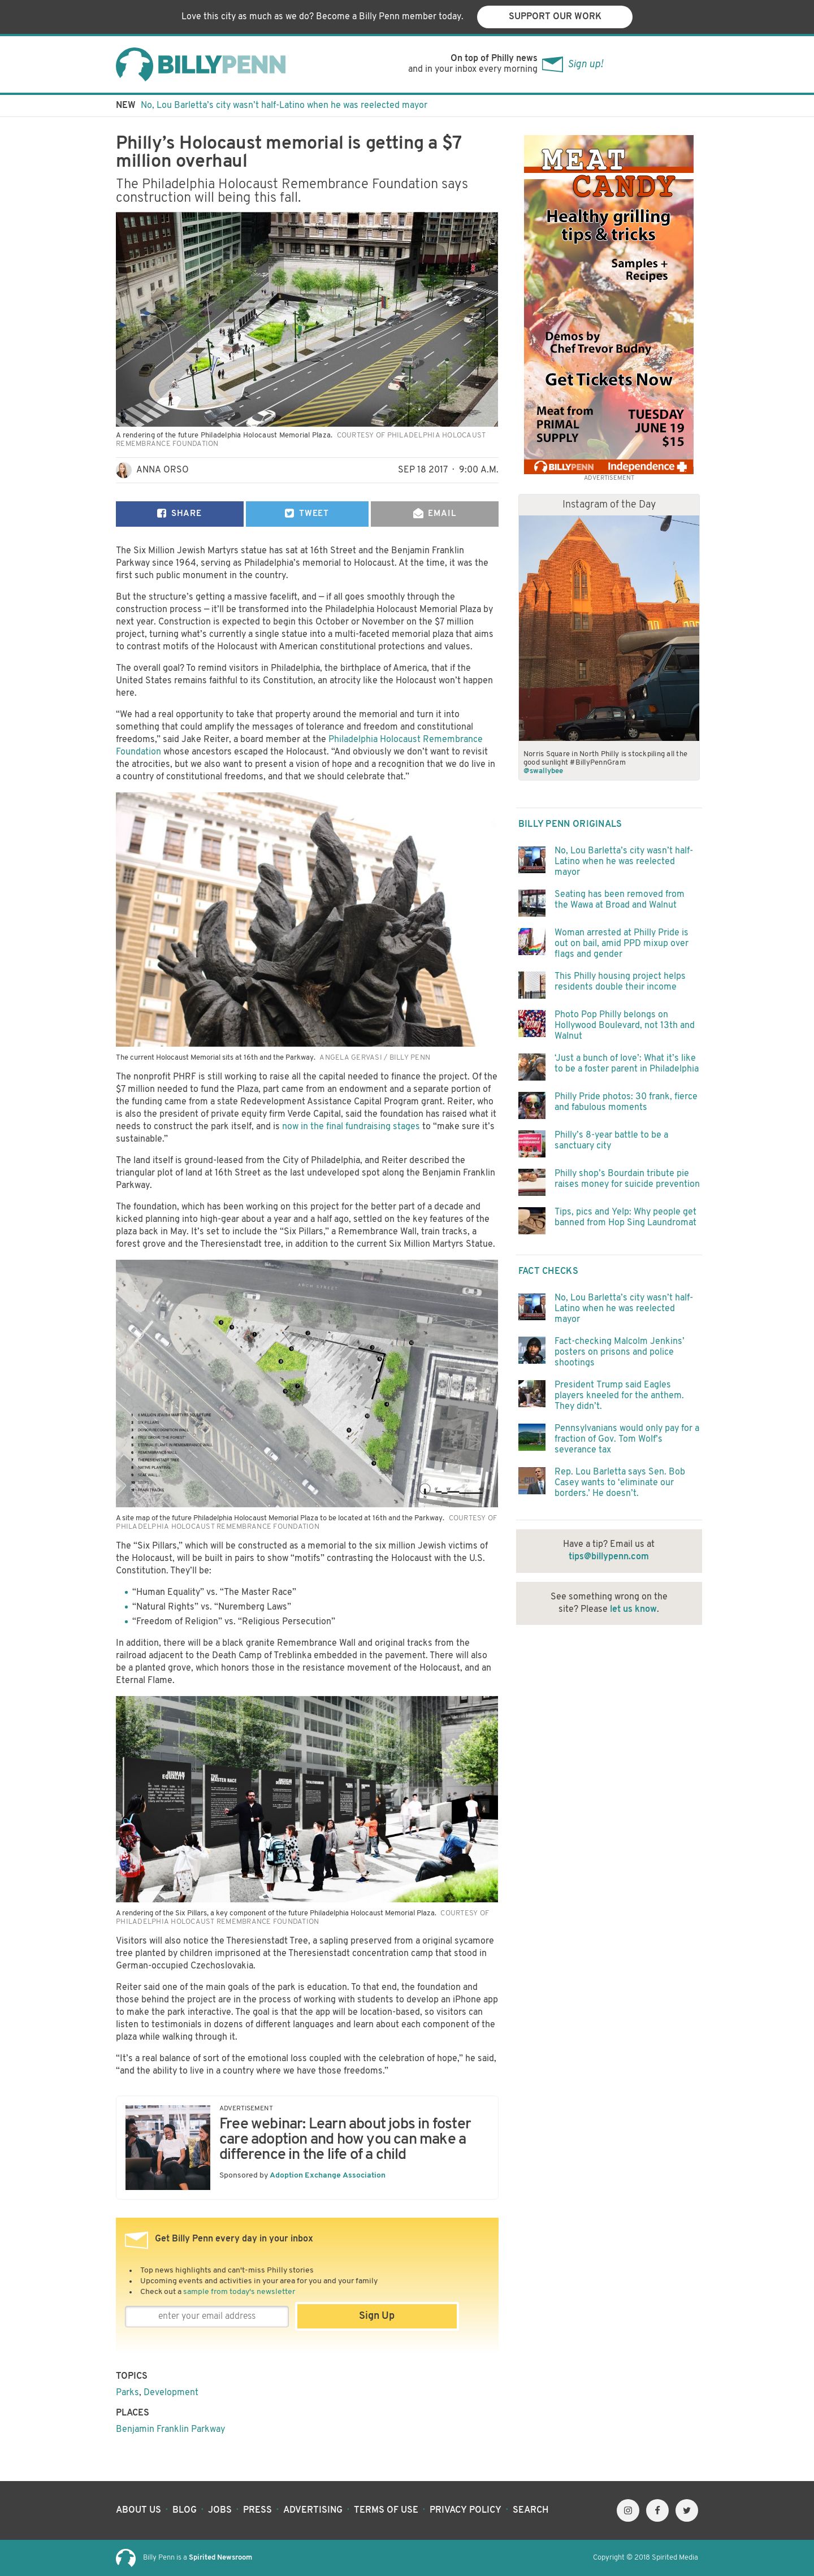 Love this city as much as we do? Become a Billy Penn member today.
SUPPORT OUR WORK
BILLYPENN
On top of Philly news
and in your inbox every morning
Sign up!
NEW No, Lou Barletta’s city wasn’t half-Latino when he was reelected mayor
Philly’s Holocaust memorial is getting a $7
million overhaul
The Philadelphia Holocaust Remembrance Foundation says
construction will being this fall.
A rendering of the future Philadelphia Holocaust Memorial Plaza. COURTESY OF PHILADELPHIA HOLOCAUST
REMEMBRANCE FOUNDATION
ANNA ORSO
SEP 18 2017 · 9:00 A.M.
SHARE
TWEET
EMAIL
The Six Million Jewish Martyrs statue has sat at 16th Street and the Benjamin Franklin
Parkway since 1964, serving as Philadelphia’s memorial to Holocaust. At the time, it was the
first such public monument in the country.
But the structure’s getting a massive facelift, and — if all goes smoothly through the
construction process — it’ll be transformed into the Philadelphia Holocaust Memorial Plaza by
next year. Construction is expected to begin this October or November on the $7 million
project, turning what’s currently a single statue into a multi-faceted memorial plaza that aims
to contrast motifs of the Holocaust with American constitutional protections and values.
The overall goal? To remind visitors in Philadelphia, the birthplace of America, that if the
United States remains faithful to its Constitution, an atrocity like the Holocaust won’t happen
here.
“We had a real opportunity to take that property around the memorial and turn it into
something that could amplify the messages of tolerance and freedom and constitutional
freedoms,” said Jake Reiter, a board member at the Philadelphia Holocaust Remembrance
Foundation whose ancestors escaped the Holocaust. “And obviously we don’t want to revisit
the atrocities, but we also want to present a vision of hope and a recognition that we do live in
a country of constitutional freedoms, and that we should celebrate that.”
The current Holocaust Memorial sits at 16th and the Parkway. ANGELA GERVASI / BILLY PENN
The nonprofit PHRF is still working to raise all the capital needed to finance the project. Of the
$7 million needed to fund the Plaza, part came from an endowment and a separate portion of
the funding came from a state Redevelopment Assistance Capital Program grant. Reiter, who
is also the president of private equity firm Verde Capital, said the foundation has raised what it
needs to construct the park itself, and is now in the final fundraising stages to “make sure it’s
sustainable.”
The land itself is ground-leased from the City of Philadelphia, and Reiter described the
triangular plot of land at 16th Street as the last undeveloped spot along the Benjamin Franklin
Parkway.
The foundation, which has been working on this project for the better part of a decade and
kicked planning into high-gear about a year and a half ago, settled on the key features of the
plaza back in May. It’s set to include the “Six Pillars,” a Remembrance Wall, train tracks, a
forest grove and the Theresienstadt tree, in addition to the current Six Million Martyrs Statue.
ARCH STREET
A site map of the future Philadelphia Holocaust Memorial Plaza to be located at 16th and the Parkway. COURTESY OF
PHILADELPHIA HOLOCAUST REMEMBRANCE FOUNDATION
The “Six Pillars,” which will be constructed as a memorial to the six million Jewish victims of
the Holocaust, will be built in pairs to show “motifs” contrasting the Holocaust with the U.S.
Constitution. They’ll be:
• “Human Equality” vs. “The Master Race”
• “Natural Rights” vs. “Nuremberg Laws”
• “Freedom of Religion” vs. “Religious Persecution”
In addition, there will be a black granite Remembrance Wall and original tracks from the
railroad adjacent to the Death Camp of Treblinka embedded in the pavement. There will also
be a planted grove, which honors those in the resistance movement of the Holocaust, and an
Eternal Flame.
HUMAN
EQUALITY
THE
MASTER RACE
A rendering of the Six Pillars, a key component of the future Philadelphia Holocaust Memorial Plaza. COURTESY OF
PHILADELPHIA HOLOCAUST REMEMBRANCE FOUNDATION
Visitors will also notice the Theresienstadt Tree, a sapling preserved from a original sycamore
tree planted by children imprisoned at the Theresienstadt concentration camp that stood in
German-occupied Czechoslovakia.
Reiter said one of the main goals of the park is education. To that end, the foundation and
those behind the project are in the process of working with students to develop an iPhone app
to make the park interactive. The goal is that the app will be location-based, so visitors can
listen to testimonials in dozens of different languages and learn about each component of the
plaza while walking through it.
“It’s a real balance of sort of the emotional loss coupled with the celebration of hope,” he said,
“and the ability to live in a country where we have those freedoms.”
ADVERTISEMENT
Free webinar: Learn about jobs in foster
care adoption and how you can make a
difference in the life of a child
Sponsored by Adoption Exchange Association
Get Billy Penn every day in your inbox
• Top news highlights and can't-miss Philly stories
• Upcoming events and activities in your area for you and your family
• Check out a sample from today's newsletter
enter your email address
Sign Up
TOPICS
Parks, Development
PLACES
Benjamin Franklin Parkway
MEAT
CANDY
Healthy grilling
tips & tricks
Samples +
Recipes
Demos by
Chef Trevor Budny
Get Tickets Now
Meat from
PRIMAL
SUPPLY
TUESDAY
JUNE 19
$15
BILLYPENN
Independence
ADVERTISEMENT
Instagram of the Day
Norris Square in North Philly is stockpiling all the
good sunlight #BillyPennGram
@swallybee
BILLY PENN ORIGINALS
No, Lou Barletta’s city wasn’t half-
Latino when he was reelected
mayor
Seating has been removed from
the Wawa at Broad and Walnut
Woman arrested at Philly Pride is
out on bail, amid PPD mixup over
flags and gender
This Philly housing project helps
residents double their income
Photo Pop Philly belongs on
Hollywood Boulevard, not 13th and
Walnut
‘Just a bunch of love’: What it’s like
to be a foster parent in Philadelphia
Philly Pride photos: 30 frank, fierce
and fabulous moments
Philly’s 8-year battle to be a
sanctuary city
Philly shop’s Bourdain tribute pie
raises money for suicide prevention
Tips, pics and Yelp: Why people get
banned from Hop Sing Laundromat
FACT CHECKS
No, Lou Barletta’s city wasn’t half-
Latino when he was reelected
mayor
Fact-checking Malcolm Jenkins’
posters on prisons and police
shootings
President Trump said Eagles
players kneeled for the anthem.
They didn’t.
Pennsylvanians would only pay for a
fraction of Gov. Tom Wolf’s
severance tax
Rep. Lou Barletta says Sen. Bob
Casey wants to ‘eliminate our
borders.’ He doesn’t.
Have a tip? Email us at
tips@billypenn.com
See something wrong on the
site? Please let us know.
ABOUT US · BLOG · JOBS · PRESS · ADVERTISING · TERMS OF USE · PRIVACY POLICY · SEARCH
Billy Penn is a Spirited Newsroom
Copyright © 2018 Spirited Media